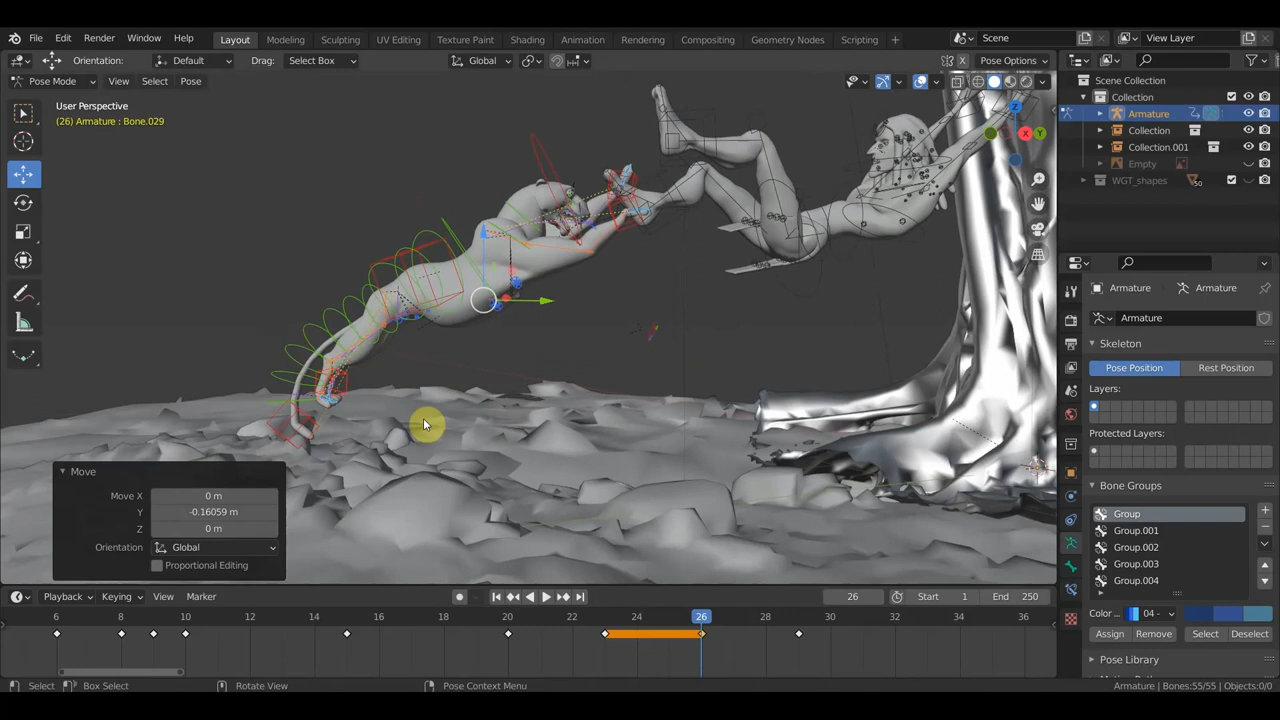 File Edit Render Window Help
Layout Modeling Sculpting UV Editing Texture Paint Shading Animation Rendering Compositing Geometry Nodes Scripting +
Scene View Layer
Orientation: Default Drag: Select Box Global Pose Options
Pose Mode View Select Pose
User Perspective
(26) Armature : Bone.029
X
Y
Z
Scene Collection
Collection
Armature
Collection
Collection.001
Empty
WGT_shapes 50
Armature Armature
Armature
Skeleton
Pose Position Rest Position
Layers:
Protected Layers:
Bone Groups
Group
Group.001
Group.002
Group.003
Group.004
Color ... 04 -
Assign Remove Select Deselect
Pose Library
Move
Move X 0 m
Y -0.16059 m
Z 0 m
Orientation Global
Proportional Editing
Playback Keying View Marker 26 Start 1 End 250
6 8 10 12 14 16 18 20 22 24 26 28 30 32 34 36
Select Box Select Rotate View Pose Context Menu Armature | Bones:55/55 | Objects:0/0